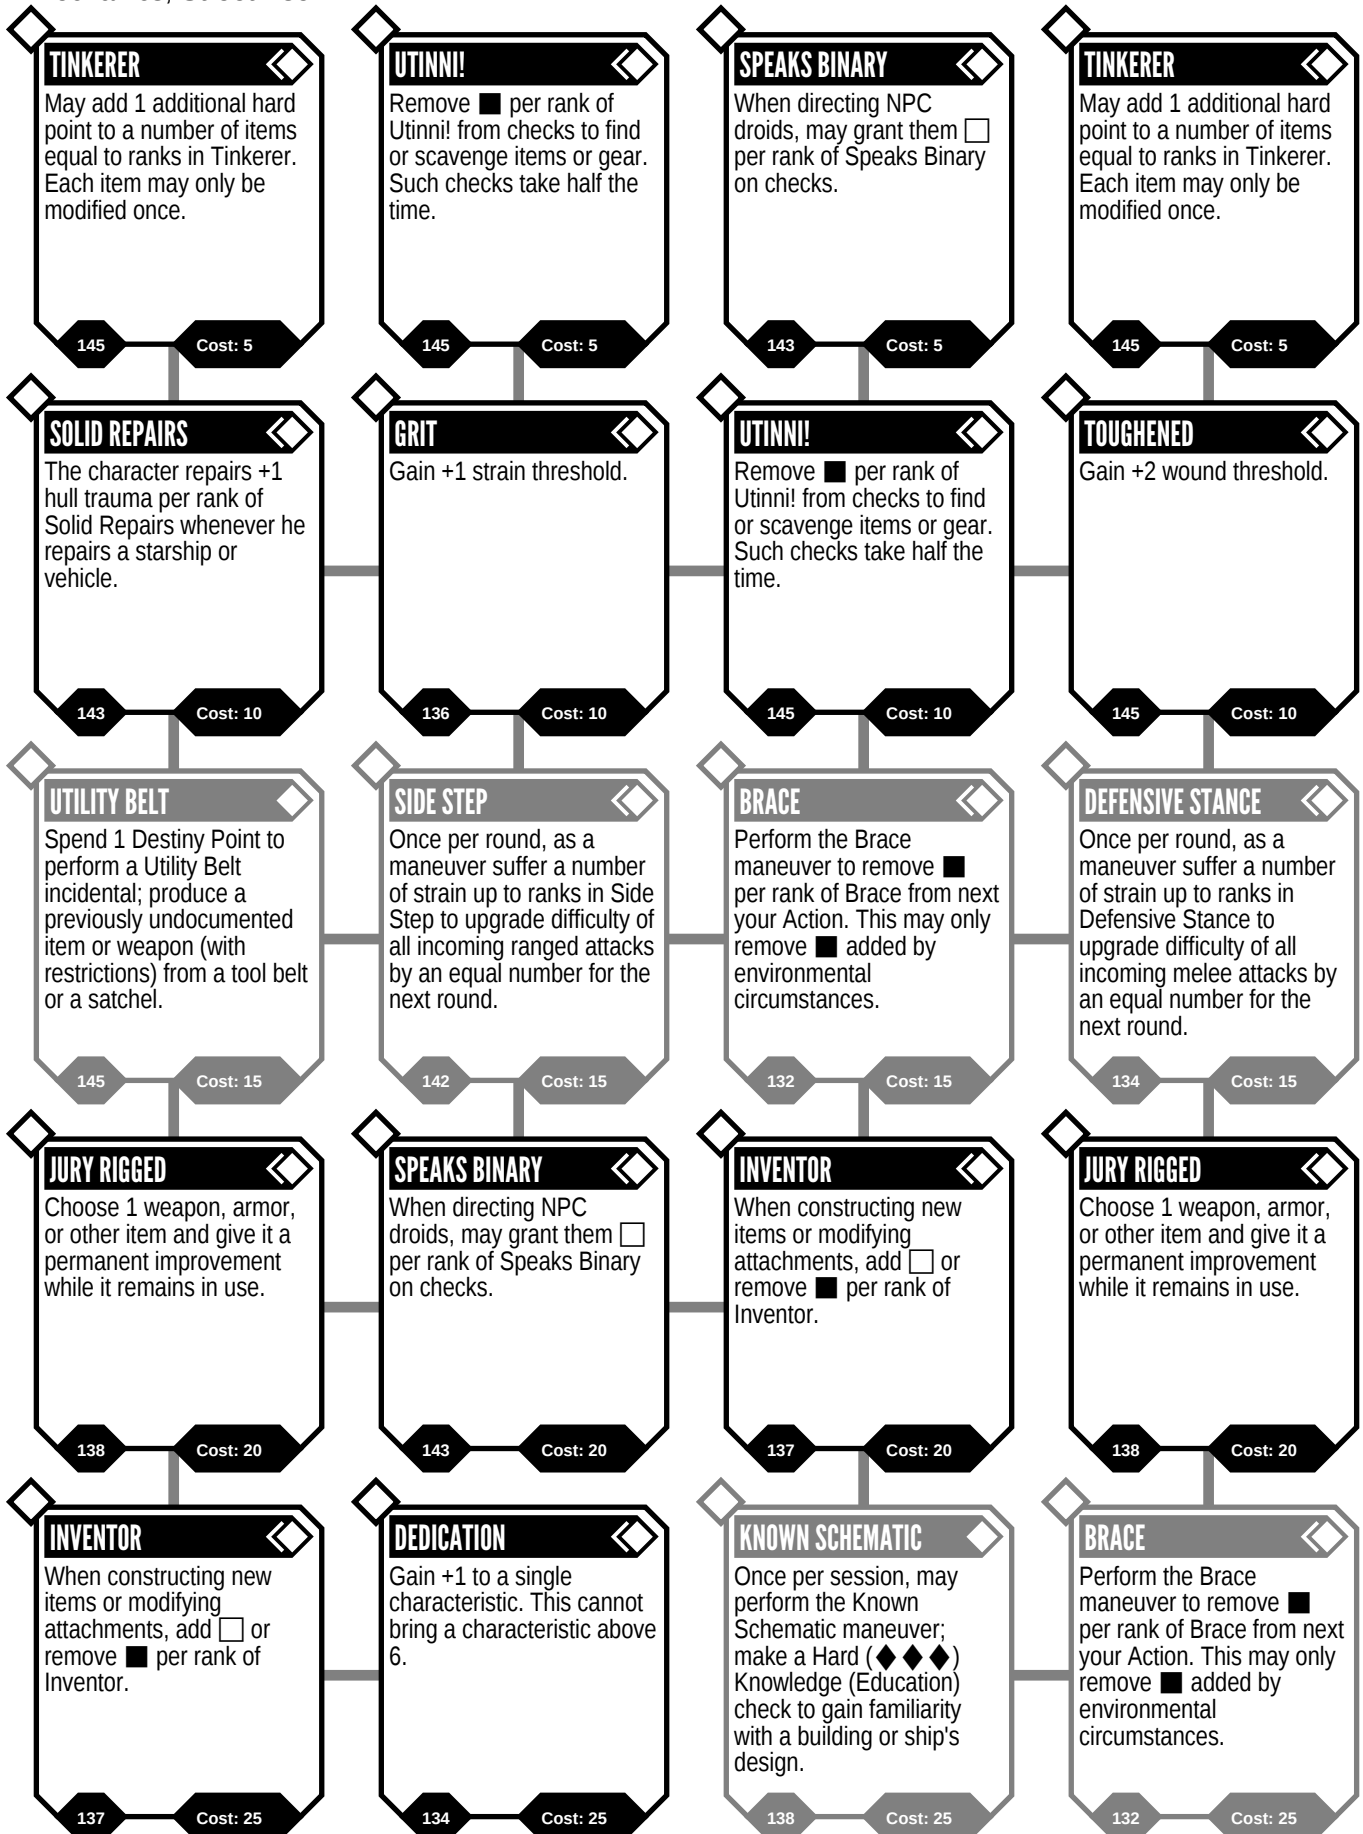 TINKERER
May add 1 additional hard
point to a number of items
equal to ranks in Tinkerer.
Each item may only be
modified once.
145
Cost: 5
UTINNI!
Remove ■ per rank of
Utinni! from checks to find
or scavenge items or gear.
Such checks take half the
time.
145
Cost: 5
SPEAKS BINARY
When directing NPC
droids, may grant them □
per rank of Speaks Binary
on checks.
143
Cost: 5
TINKERER
May add 1 additional hard
point to a number of items
equal to ranks in Tinkerer.
Each item may only be
modified once.
145
Cost: 5
SOLID REPAIRS
The character repairs +1
hull trauma per rank of
Solid Repairs whenever he
repairs a starship or
vehicle.
143
Cost: 10
GRIT
Gain +1 strain threshold.
136
Cost: 10
UTINNI!
Remove ■ per rank of
Utinni! from checks to find
or scavenge items or gear.
Such checks take half the
time.
145
Cost: 10
TOUGHENED
Gain +2 wound threshold.
145
Cost: 10
UTILITY BELT
Spend 1 Destiny Point to
perform a Utility Belt
incidental; produce a
previously undocumented
item or weapon (with
restrictions) from a tool belt
or a satchel.
145
Cost: 15
SIDE STEP
Once per round, as a
maneuver suffer a number
of strain up to ranks in Side
Step to upgrade difficulty of
all incoming ranged attacks
by an equal number for the
next round.
142
Cost: 15
BRACE
Perform the Brace
maneuver to remove ■
per rank of Brace from next
your Action. This may only
remove ■ added by
environmental
circumstances.
132
Cost: 15
DEFENSIVE STANCE
Once per round, as a
maneuver suffer a number
of strain up to ranks in
Defensive Stance to
upgrade difficulty of all
incoming melee attacks by
an equal number for the
next round.
134
Cost: 15
JURY RIGGED
Choose 1 weapon, armor,
or other item and give it a
permanent improvement
while it remains in use.
138
Cost: 20
SPEAKS BINARY
When directing NPC
droids, may grant them □
per rank of Speaks Binary
on checks.
143
Cost: 20
INVENTOR
When constructing new
items or modifying
attachments, add □ or
remove ■ per rank of
Inventor.
137
Cost: 20
JURY RIGGED
Choose 1 weapon, armor,
or other item and give it a
permanent improvement
while it remains in use.
138
Cost: 20
INVENTOR
When constructing new
items or modifying
attachments, add □ or
remove ■ per rank of
Inventor.
137
Cost: 25
DEDICATION
Gain +1 to a single
characteristic. This cannot
bring a characteristic above
6.
134
Cost: 25
KNOWN SCHEMATIC
Once per session, may
perform the Known
Schematic maneuver;
make a Hard (◆◆◆)
Knowledge (Education)
check to gain familiarity
with a building or ship's
design.
138
Cost: 25
BRACE
Perform the Brace
maneuver to remove ■
per rank of Brace from next
your Action. This may only
remove ■ added by
environmental
circumstances.
132
Cost: 25